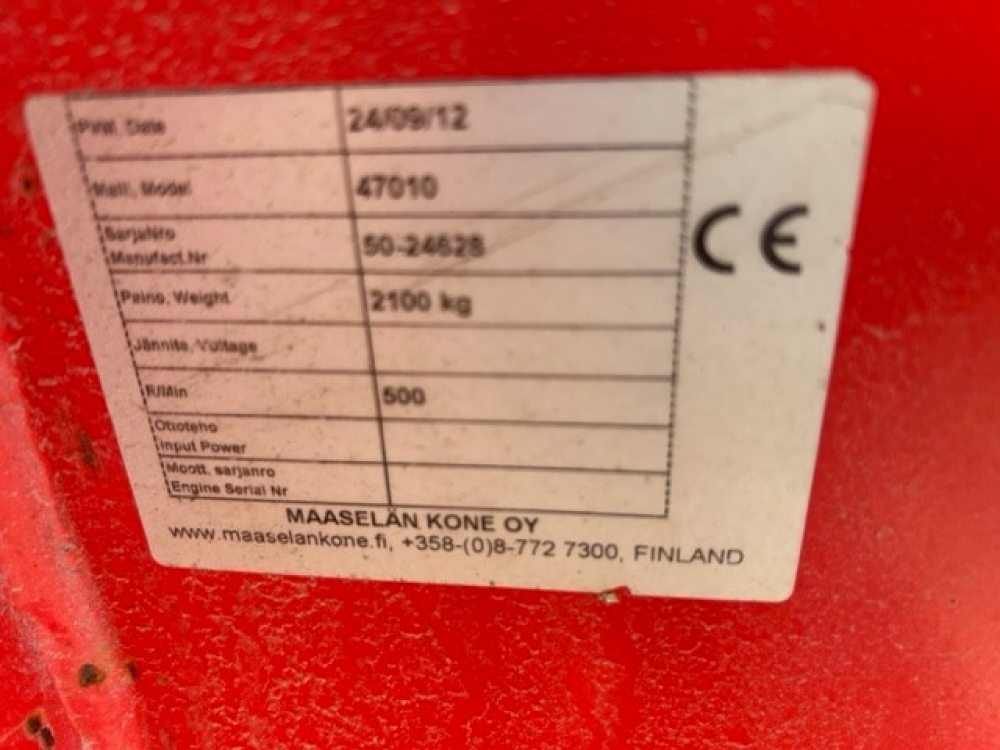 PVM, Date 24/09/12
Malli, Model 47010
SarjaNro
Manufact.Nr 50-24628
Paino, Weight 2100 kg
Jännite, Voltage
R/Min 500
Ottoteho
Input Power
Moott. sarjanro
Engine Serial Nr
CE
MAASELÄN KONE OY
www.maaselankone.fi, +358-(0)8-772 7300, FINLAND